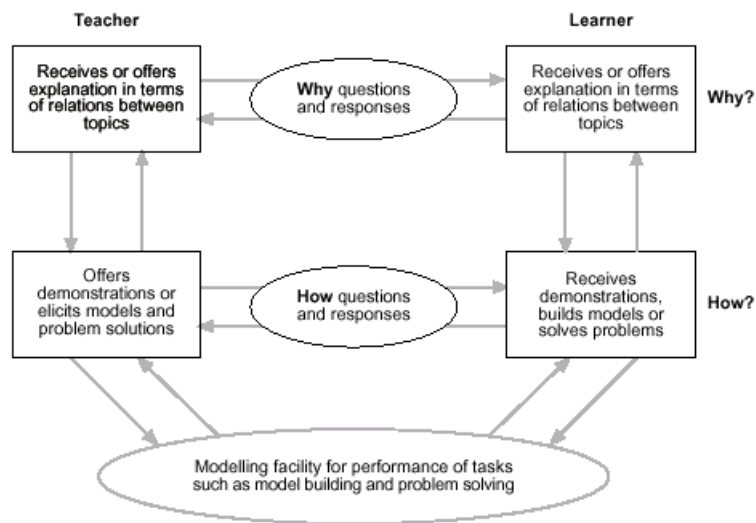 Teacher
Learner
Receives or offers
explanation in terms
of relations between
topics
Why questions
and responses
Receives or offers
explanation in terms
of relations between
topics
Why?
Offers
demonstrations or
elicits models and
problem solutions
How questions
and responses
Receives
demonstrations,
builds models or
solves problems
How?
Modelling facility for performance of tasks
such as model building and problem solving